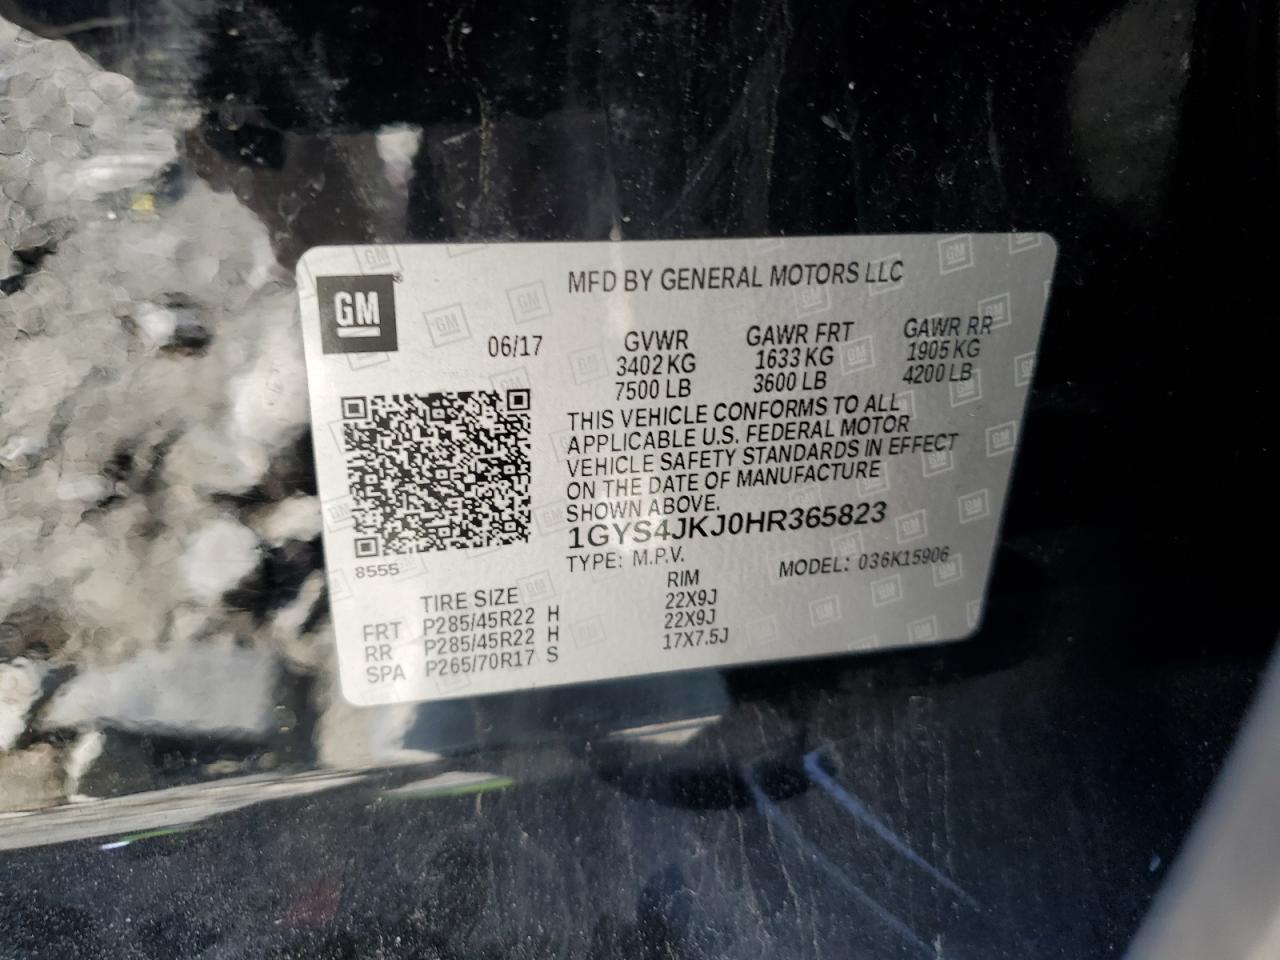 GM
MFD BY GENERAL MOTORS LLC
06/17 GVWR GAWR FRT GAWR RR
3402 KG 1633 KG 1905 KG
7500 LB 3600 LB 4200 LB
THIS VEHICLE CONFORMS TO ALL
APPLICABLE U.S. FEDERAL MOTOR
VEHICLE SAFETY STANDARDS IN EFFECT
ON THE DATE OF MANUFACTURE
SHOWN ABOVE.
1GYS4JKJ0HR365823
TYPE: M.P.V. MODEL: 036K15906
8555
TIRE SIZE RIM
FRT P285/45R22 H 22X9J
RR P285/45R22 H 22X9J
SPA P265/70R17 S 17X7.5J